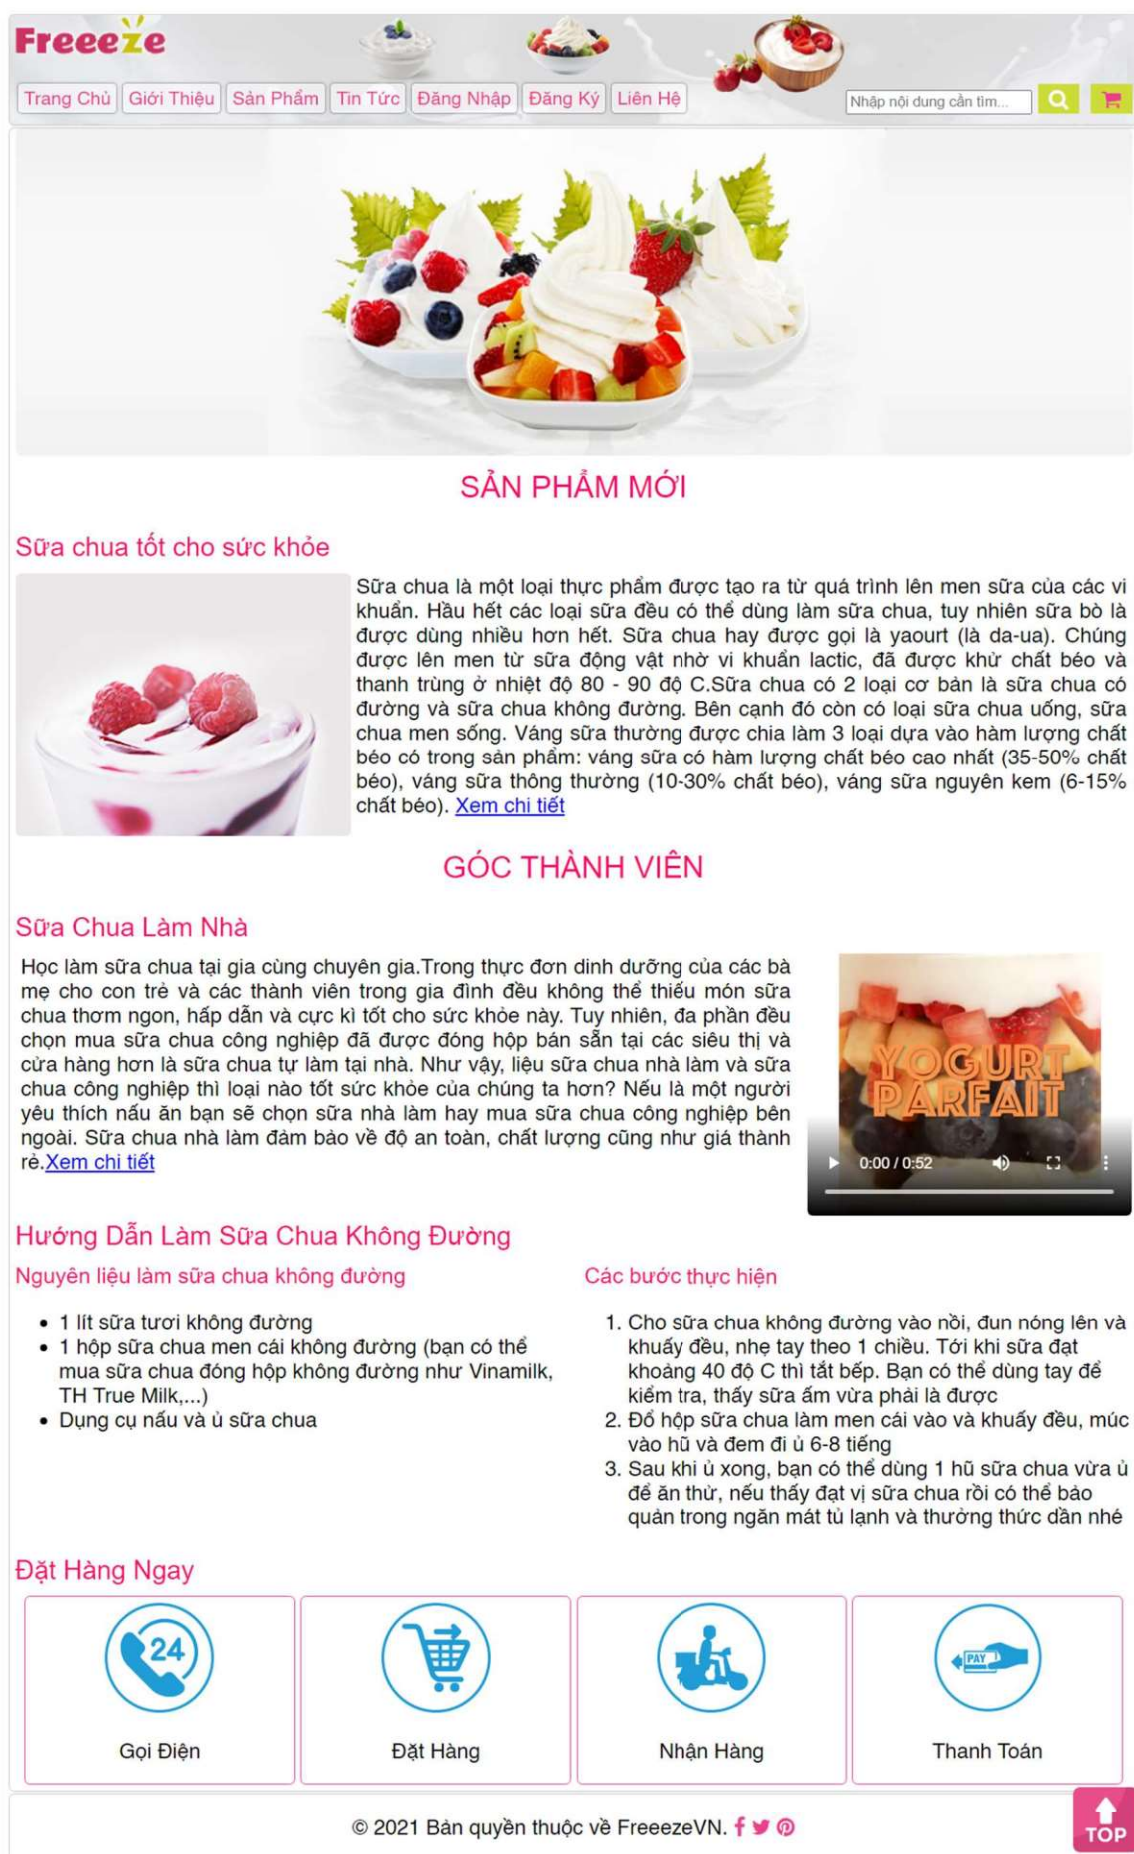 Freeeze
Trang Chủ Giới Thiệu Sản Phẩm Tin Tức Đăng Nhập Đăng Ký Liên Hệ
Nhập nội dung cần tìm...
SẢN PHẨM MỚI
Sữa chua tốt cho sức khỏe
Sữa chua là một loại thực phẩm được tạo ra từ quá trình lên men sữa của các vi
khuẩn. Hầu hết các loại sữa đều có thể dùng làm sữa chua, tuy nhiên sữa bò là
được dùng nhiều hơn hết. Sữa chua hay được gọi là yaourt (là da-ua). Chúng
được lên men từ sữa động vật nhờ vi khuẩn lactic, đã được khử chất béo và
thanh trùng ở nhiệt độ 80 - 90 độ C.Sữa chua có 2 loại cơ bản là sữa chua có
đường và sữa chua không đường. Bên cạnh đó còn có loại sữa chua uống, sữa
chua men sống. Váng sữa thường được chia làm 3 loại dựa vào hàm lượng chất
béo có trong sản phẩm: váng sữa có hàm lượng chất béo cao nhất (35-50% chất
béo), váng sữa thông thường (10-30% chất béo), váng sữa nguyên kem (6-15%
chất béo). Xem chi tiết
GÓC THÀNH VIÊN
Sữa Chua Làm Nhà
Học làm sữa chua tại gia cùng chuyên gia.Trong thực đơn dinh dưỡng của các bà
mẹ cho con trẻ và các thành viên trong gia đình đều không thể thiếu món sữa
chua thơm ngon, hấp dẫn và cực kì tốt cho sức khỏe này. Tuy nhiên, đa phần đều
chọn mua sữa chua công nghiệp đã được đóng hộp bán sẵn tại các siêu thị và
cửa hàng hơn là sữa chua tự làm tại nhà. Như vậy, liệu sữa chua nhà làm và sữa
chua công nghiệp thì loại nào tốt sức khỏe của chúng ta hơn? Nếu là một người
yêu thích nấu ăn bạn sẽ chọn sữa nhà làm hay mua sữa chua công nghiệp bên
ngoài. Sữa chua nhà làm đảm bảo về độ an toàn, chất lượng cũng như giá thành
rẻ.Xem chi tiết
YOGURT
PARFAIT
0:00 / 0:52
Hướng Dẫn Làm Sữa Chua Không Đường
Nguyên liệu làm sữa chua không đường
• 1 lít sữa tươi không đường
• 1 hộp sữa chua men cái không đường (bạn có thể
mua sữa chua đóng hộp không đường như Vinamilk,
TH True Milk,...)
• Dụng cụ nấu và ủ sữa chua
Các bước thực hiện
1. Cho sữa chua không đường vào nồi, đun nóng lên và
khuấy đều, nhẹ tay theo 1 chiều. Tới khi sữa đạt
khoảng 40 độ C thì tắt bếp. Bạn có thể dùng tay để
kiểm tra, thấy sữa ấm vừa phải là được
2. Đổ hộp sữa chua làm men cái vào và khuấy đều, múc
vào hũ và đem đi ủ 6-8 tiếng
3. Sau khi ủ xong, bạn có thể dùng 1 hũ sữa chua vừa ủ
để ăn thử, nếu thấy đạt vị sữa chua rồi có thể bảo
quản trong ngăn mát tủ lạnh và thưởng thức dần nhé
Đặt Hàng Ngay
24
PAY
Gọi Điện Đặt Hàng Nhận Hàng Thanh Toán
© 2021 Bản quyền thuộc về FreeezeVN.
TOP